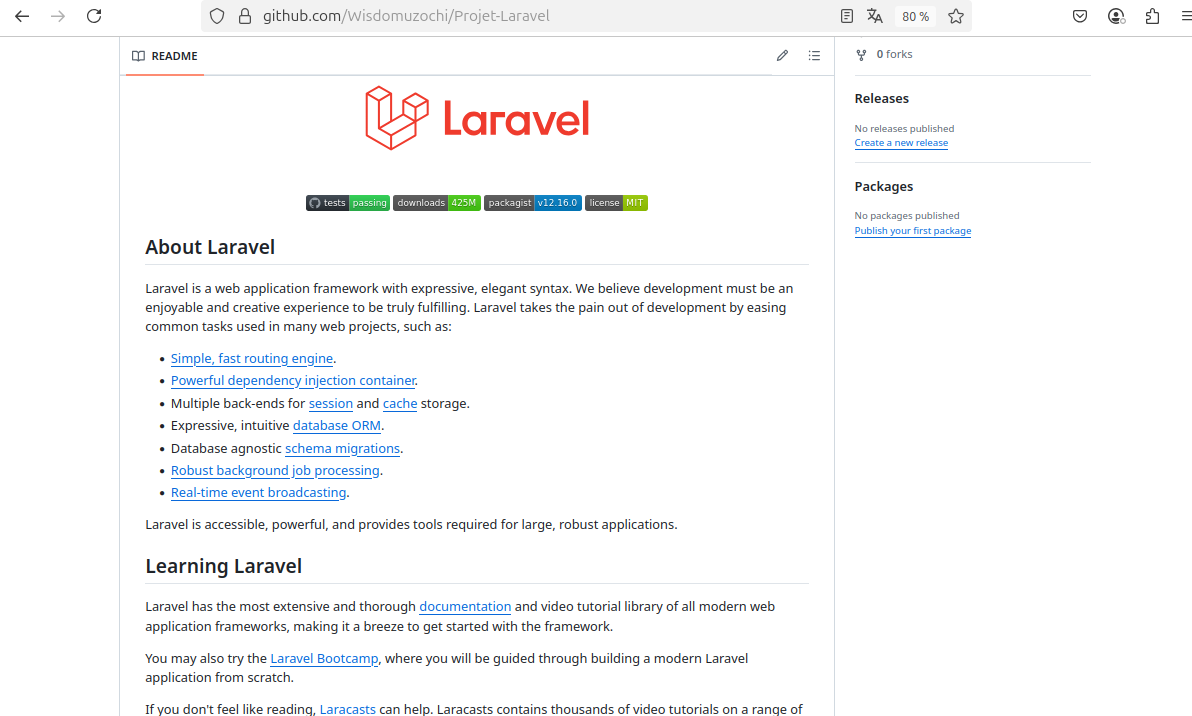 github.com/Wisdomuzochi/Projet-Laravel
80 %
README
0 forks
Releases
No releases published
Create a new release
Packages
No packages published
Publish your first package
Laravel
tests passing downloads 425M packagist v12.16.0 license MIT
About Laravel
Laravel is a web application framework with expressive, elegant syntax. We believe development must be an
enjoyable and creative experience to be truly fulfilling. Laravel takes the pain out of development by easing
common tasks used in many web projects, such as:
• Simple, fast routing engine.
• Powerful dependency injection container.
• Multiple back-ends for session and cache storage.
• Expressive, intuitive database ORM.
• Database agnostic schema migrations.
• Robust background job processing.
• Real-time event broadcasting.
Laravel is accessible, powerful, and provides tools required for large, robust applications.
Learning Laravel
Laravel has the most extensive and thorough documentation and video tutorial library of all modern web
application frameworks, making it a breeze to get started with the framework.
You may also try the Laravel Bootcamp, where you will be guided through building a modern Laravel
application from scratch.
If you don't feel like reading, Laracasts can help. Laracasts contains thousands of video tutorials on a range of